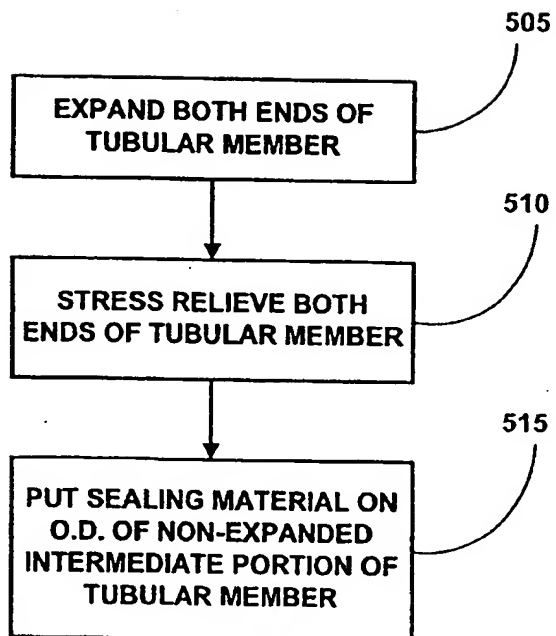 505
EXPAND BOTH ENDS OF
TUBULAR MEMBER
510
STRESS RELIEVE BOTH
ENDS OF TUBULAR MEMBER
515
PUT SEALING MATERIAL ON
O.D. OF NON-EXPANDED
INTERMEDIATE PORTION OF
TUBULAR MEMBER